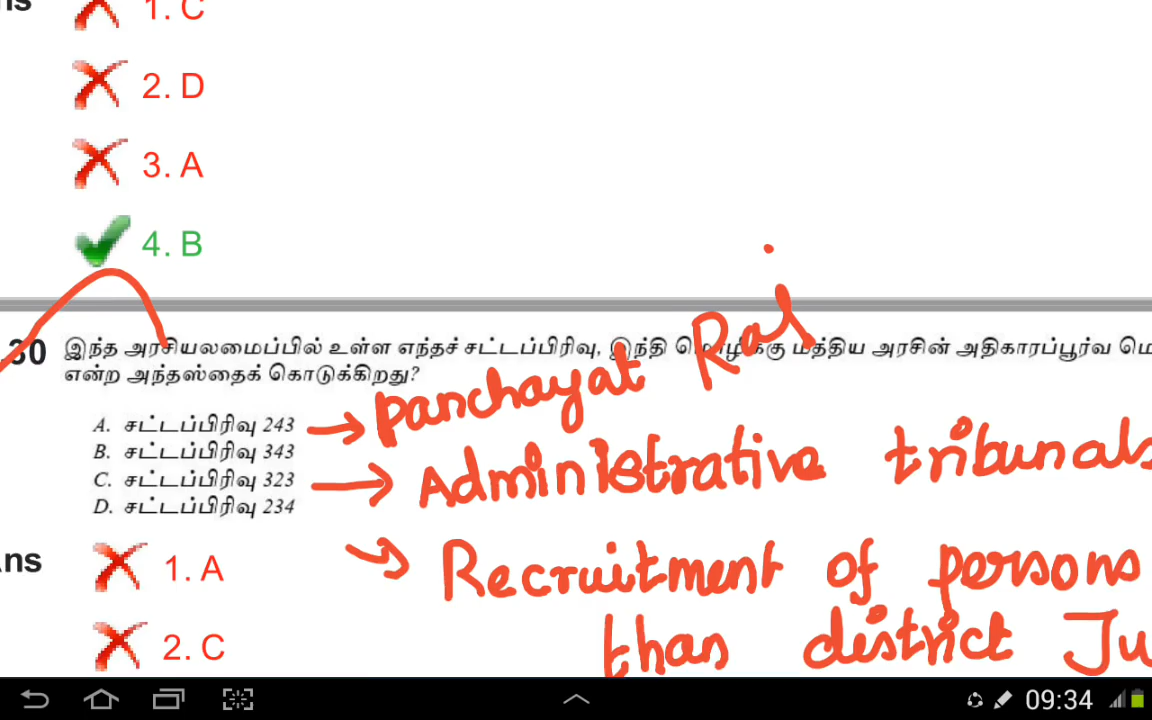 1. C
2. D
3. A
4. B
.30 இந்த அரசியலமைப்பில் உள்ள எந்தச் சட்டப்பிரிவு, இந்தி மொழிக்கு மத்திய அரசின் அதிகாரப்பூர்வ மொ
என்ற அந்தஸ்தைக் கொடுக்கிறது?
Panchayat Raj
A. சட்டப்பிரிவு 243
B. சட்டப்பிரிவு 343
C. சட்டப்பிரிவு 323
Administrative tribunals
D. சட்டப்பிரிவு 234
Ans
1. A
Recruitment of persons
2. C
than district Ju
09:34